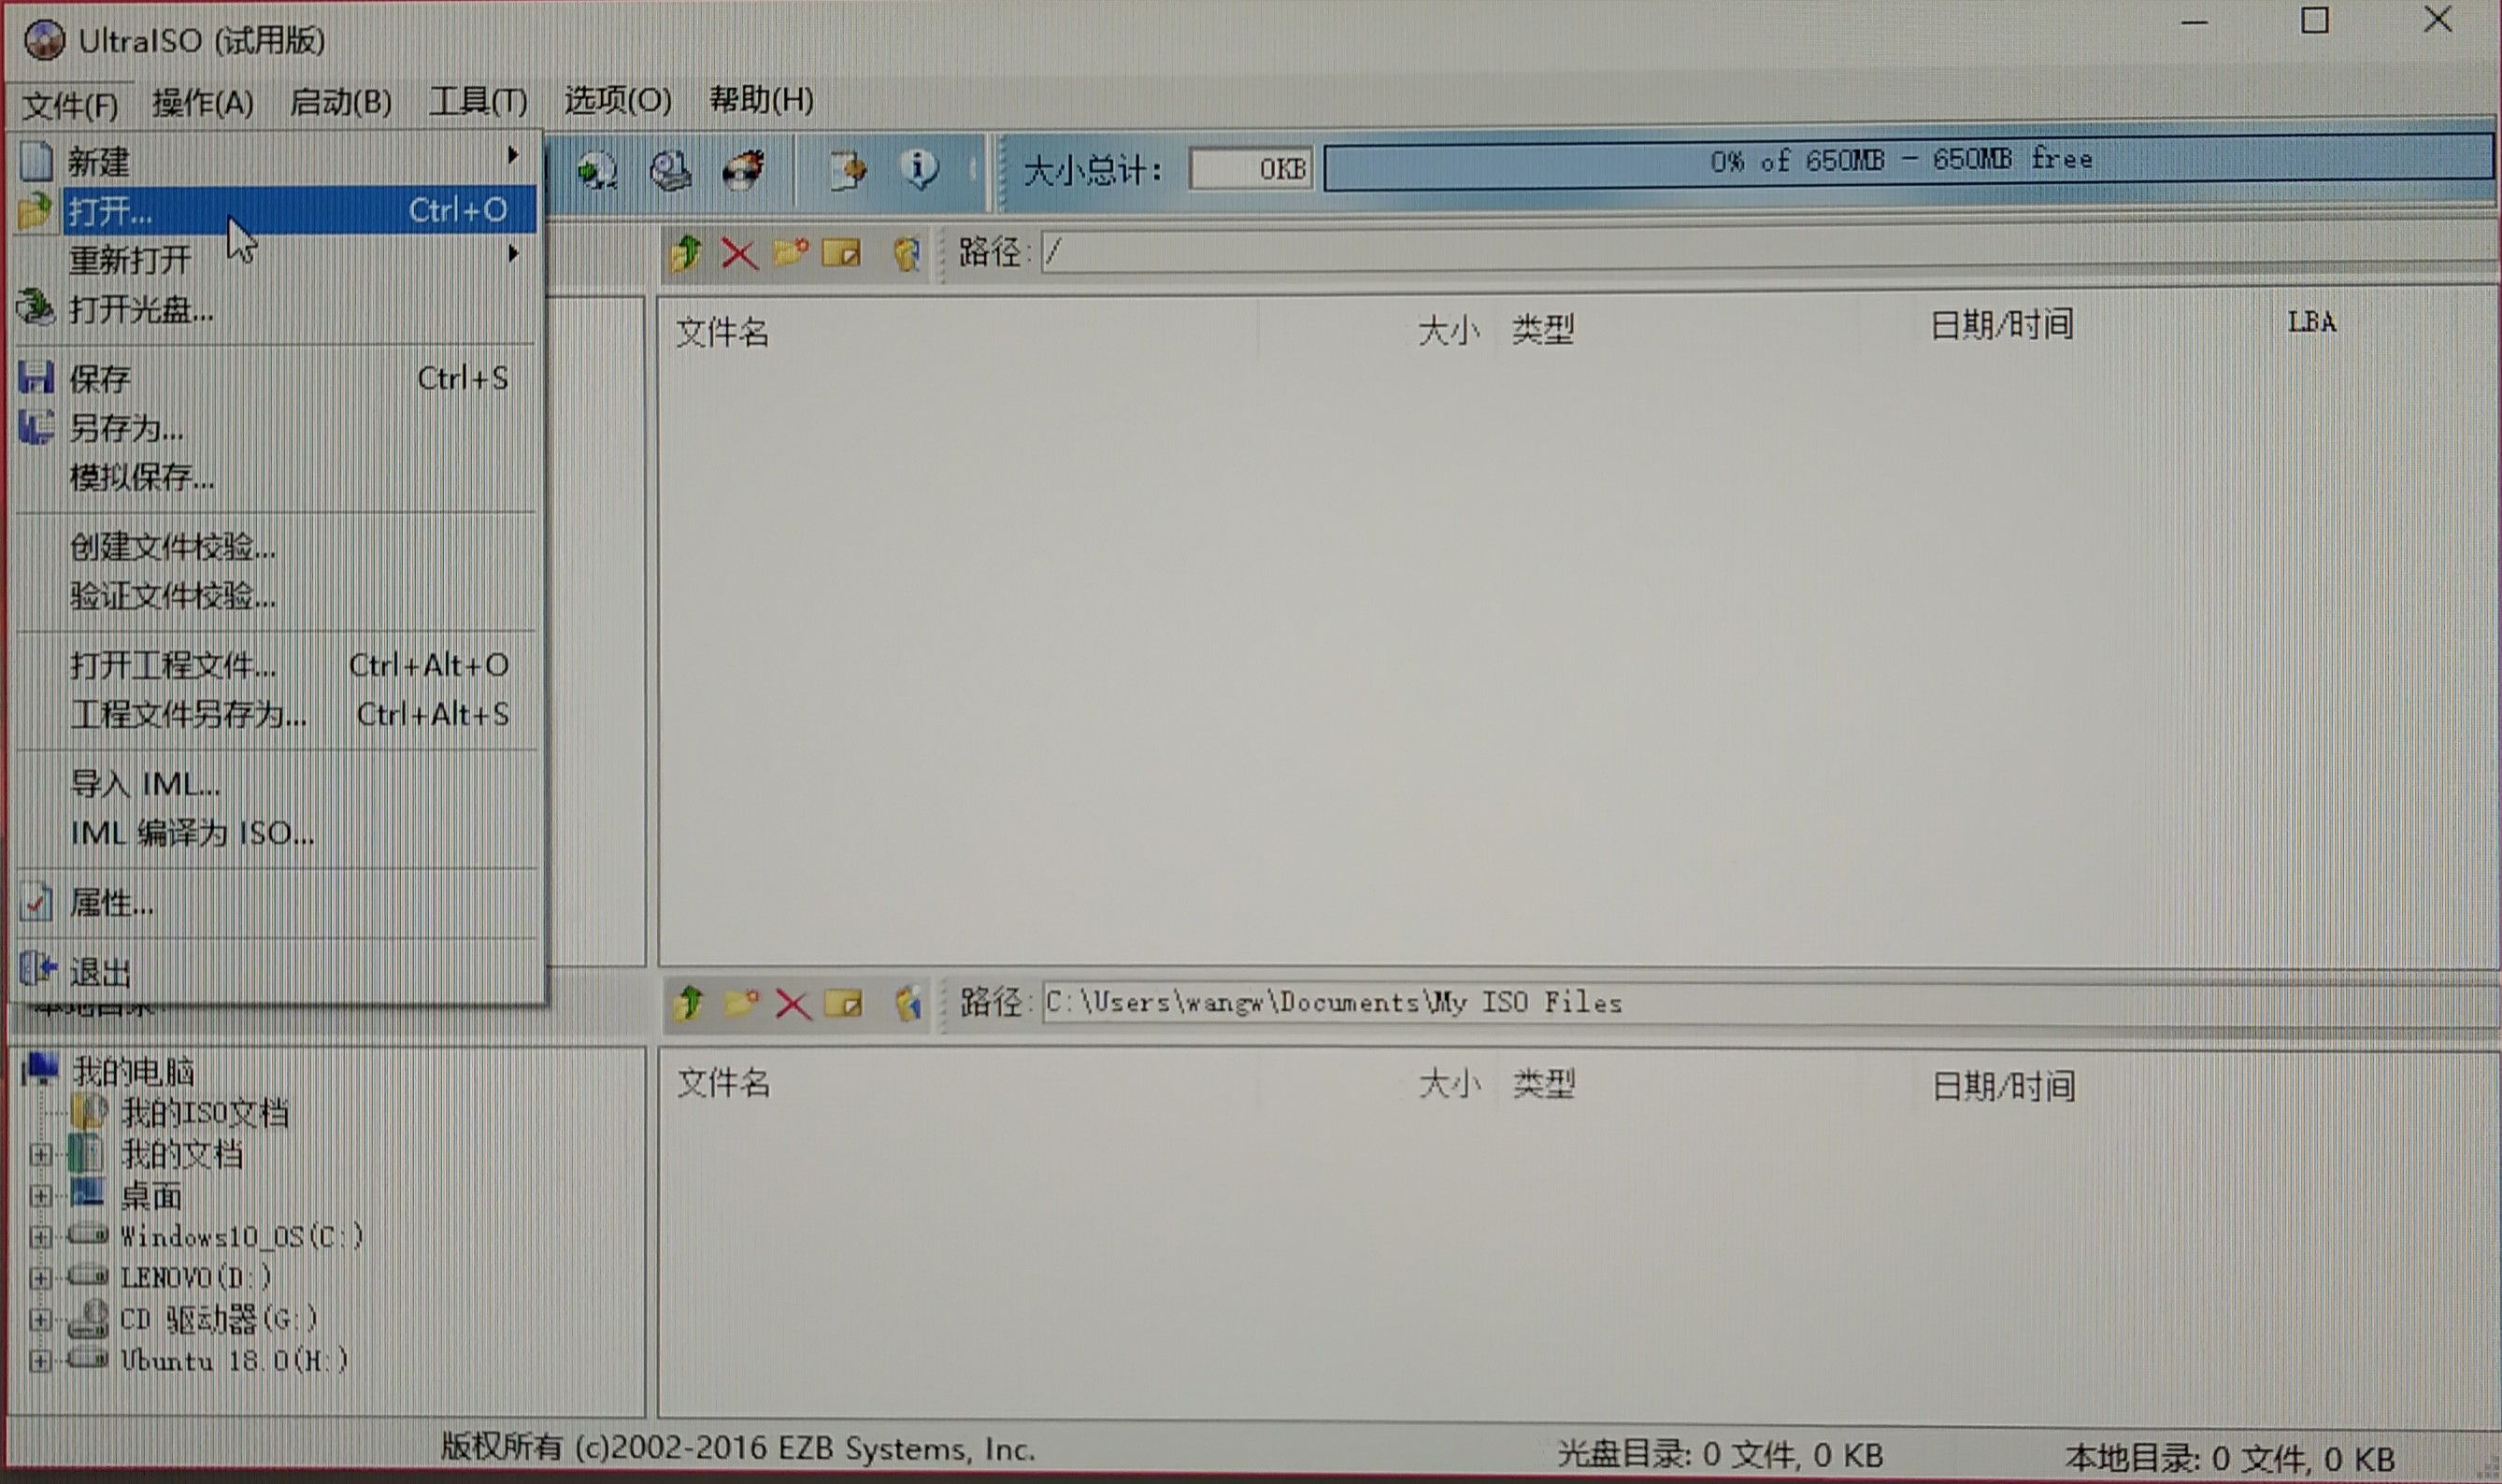 UltraISO (试用版)
文件(F) 操作(A) 启动(B) 工具(T) 选项(O) 帮助(H)
新建
打开... Ctrl+O
重新打开
打开光盘...
保存 Ctrl+S
另存为...
模拟保存...
创建文件校验...
验证文件校验...
打开工程文件... Ctrl+Alt+O
工程文件另存为... Ctrl+Alt+S
导入 IML...
IML 编译为 ISO...
属性...
退出
大小总计: 0KB 0% of 650MB - 650MB free
路径: /
文件名 大小 类型 日期/时间 LBA
本地目录:
路径: C:\Users\wangw\Documents\My ISO Files
我的电脑
我的ISO文档
我的文档
桌面
Windows10_OS(C:)
LENOVO(D:)
CD 驱动器(G:)
Ubuntu 18.0(H:)
文件名 大小 类型 日期/时间
版权所有 (c)2002-2016 EZB Systems, Inc. 光盘目录: 0 文件, 0 KB 本地目录: 0 文件, 0 KB